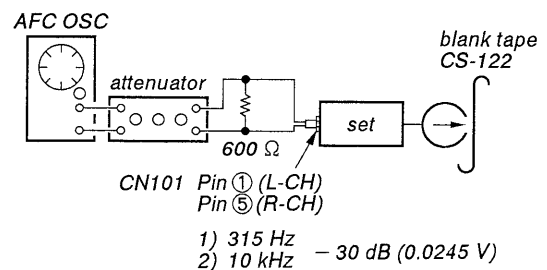 AFC OSC
blank tape
CS-122
attenuator
set
600 Ω
CN101 Pin ① (L-CH)
Pin ⑤ (R-CH)
1) 315 Hz
2) 10 kHz
– 30 dB (0.0245 V)